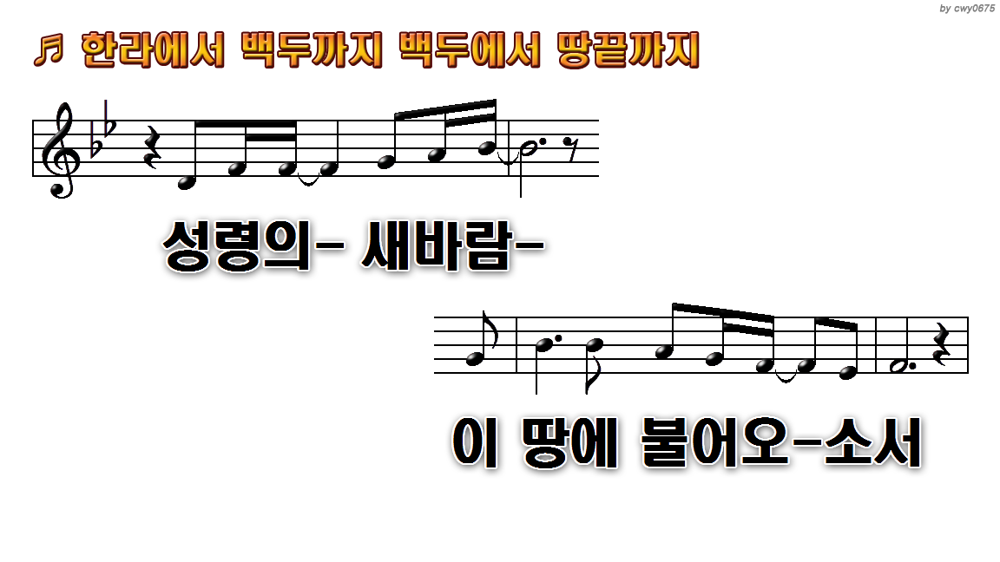 by cwy0675
♬ 한라에서 백두까지 백두에서 땅끝까지
성령의- 새바람-
이 땅에 불어오-소서